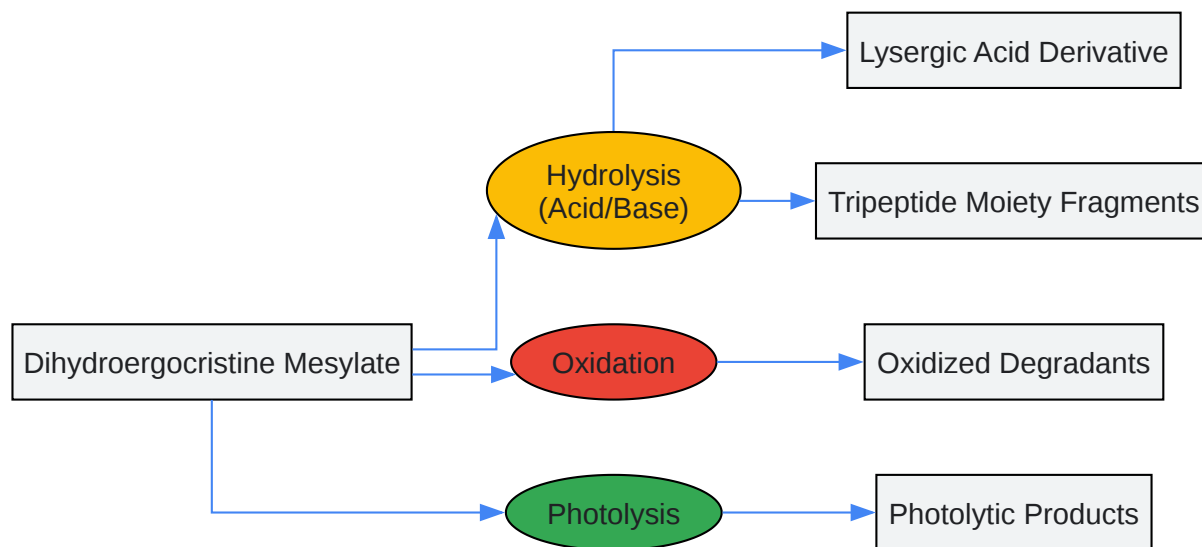 Lysergic Acid Derivative
Hydrolysis
(Acid/Base)
Tripeptide Moiety Fragments
Dihydroergocristine Mesylate
Oxidation
Oxidized Degradants
Photolysis
Photolytic Products